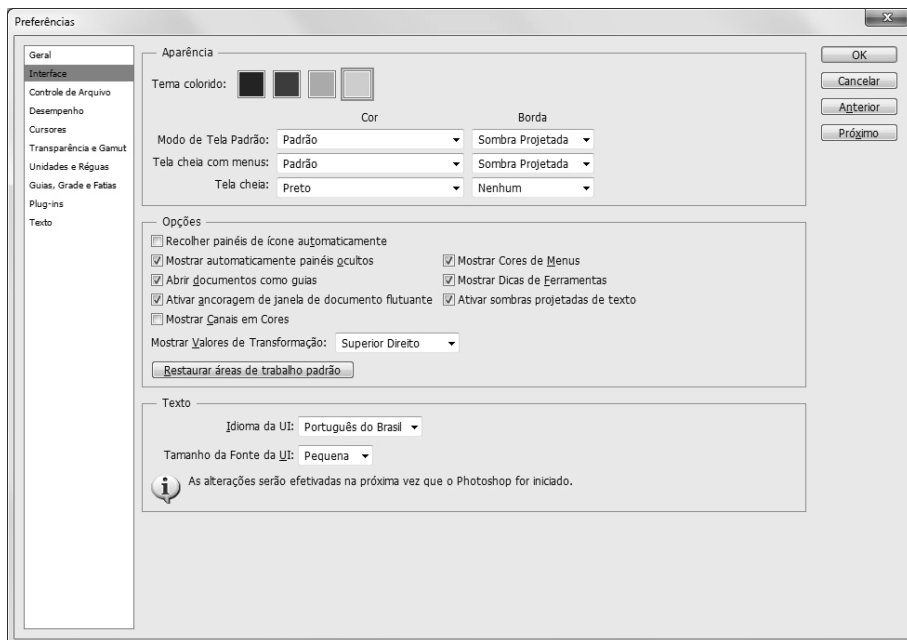 Preferências
Geral
Interface
Controle de Arquivo
Desempenho
Cursores
Transparência e Gamut
Unidades e Réguas
Guias, Grade e Fatias
Plug-ins
Texto
Aparência
Tema colorido:
Cor Borda
Modo de Tela Padrão: Padrão Sombra Projetada
Tela cheia com menus: Padrão Sombra Projetada
Tela cheia: Preto Nenhum
Opções
Recolher painéis de ícone automaticamente
Mostrar automaticamente painéis ocultos Mostrar Cores de Menus
Abrir documentos como guias Mostrar Dicas de Ferramentas
Ativar ancoragem de janela de documento flutuante Ativar sombras projetadas de texto
Mostrar Canais em Cores
Mostrar Valores de Transformação: Superior Direito
Restaurar áreas de trabalho padrão
Texto
Idioma da UI: Português do Brasil
Tamanho da Fonte da UI: Pequena
As alterações serão efetivadas na próxima vez que o Photoshop for iniciado.
OK
Cancelar
Anterior
Próximo